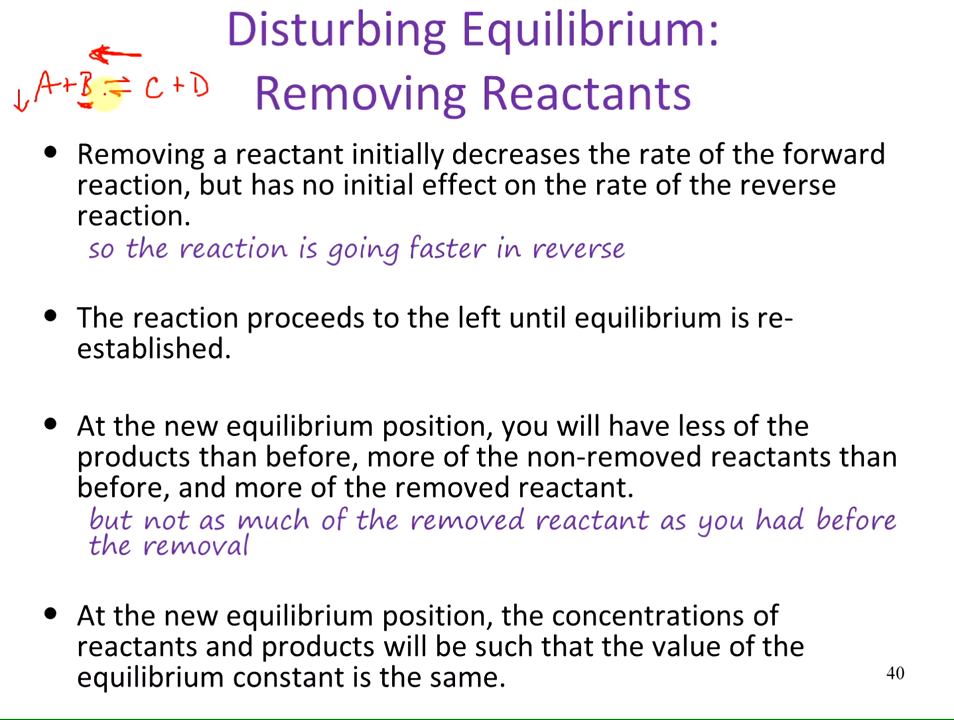 Disturbing Equilibrium:
Removing Reactants
↓ A + B ⇌ C + D
• Removing a reactant initially decreases the rate of the forward
reaction, but has no initial effect on the rate of the reverse
reaction.
so the reaction is going faster in reverse
• The reaction proceeds to the left until equilibrium is re-
established.
• At the new equilibrium position, you will have less of the
products than before, more of the non-removed reactants than
before, and more of the removed reactant.
but not as much of the removed reactant as you had before
the removal
• At the new equilibrium position, the concentrations of
reactants and products will be such that the value of the
equilibrium constant is the same.
40